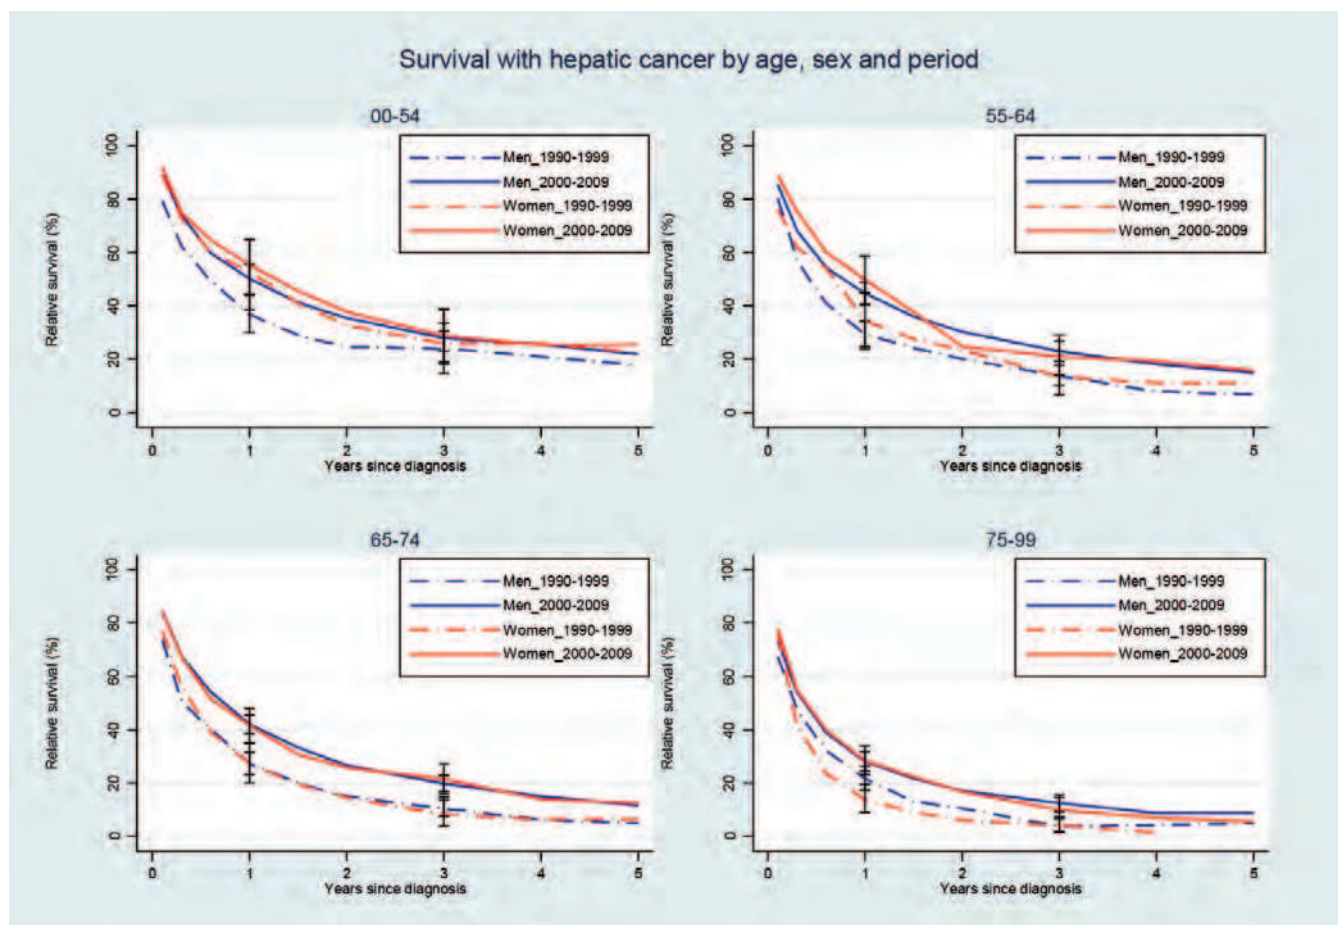 Survival with hepatic cancer by age, sex and period
00-54
Men_1990-1999
Men_2000-2009
Women_1990-1999
Women_2000-2009
Relative survival (%)
100
80
60
40
20
0
0 1 2 3 4 5
Years since diagnosis
55-64
Men_1990-1999
Men_2000-2009
Women_1990-1999
Women_2000-2009
Relative survival (%)
100
80
60
40
20
0
0 1 2 3 4 5
Years since diagnosis
65-74
Men_1990-1999
Men_2000-2009
Women_1990-1999
Women_2000-2009
Relative survival (%)
100
80
60
40
20
0
0 1 2 3 4 5
Years since diagnosis
75-99
Men_1990-1999
Men_2000-2009
Women_1990-1999
Women_2000-2009
Relative survival (%)
100
80
60
40
20
0
0 1 2 3 4 5
Years since diagnosis